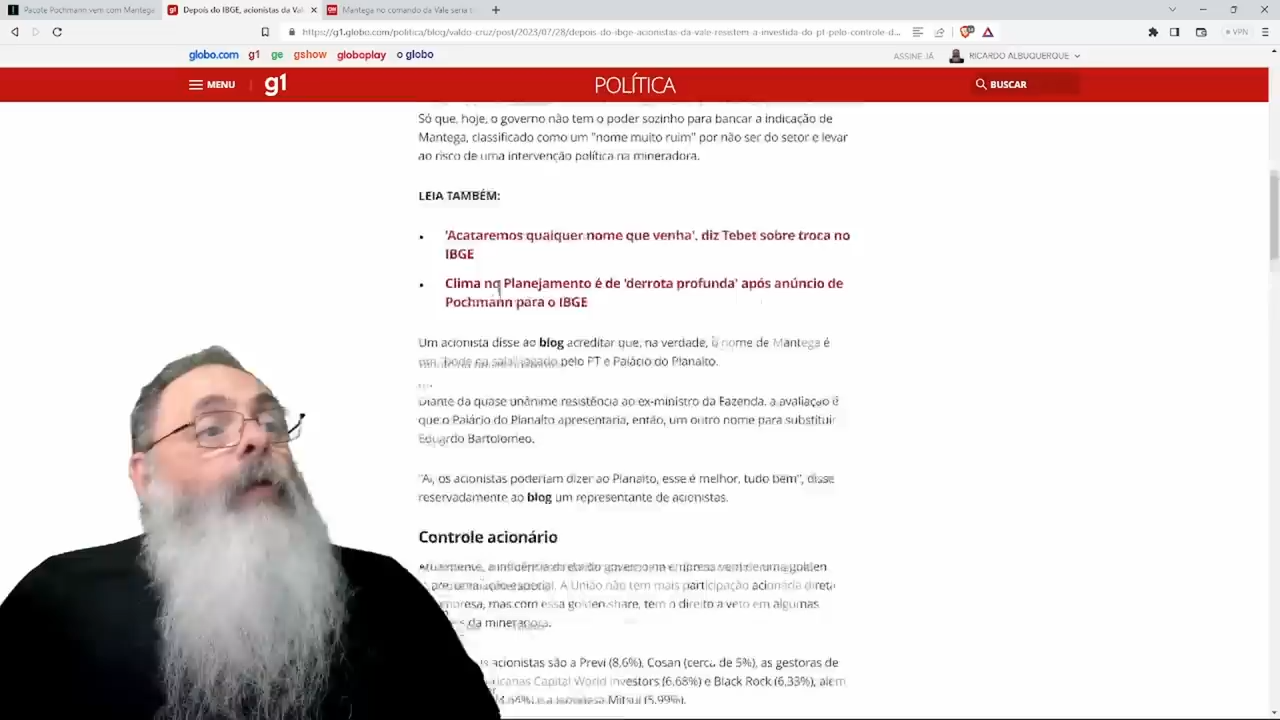 Pacote Pochmann vem com Mantega
Depois do IBGE, acionistas da Val
Mantega no comando da Vale seria
https://g1.globo.com/politica/blog/valdo-cruz/post/2023/07/28/depois-do-ibge-acionistas-da-vale-resistem-a-investida-do-pt-pelo-controle-d...
VPN
globo.com g1 ge gshow globoplay o globo
ASSINE JÁ RICARDO ALBUQUERQUE
MENU g1 POLÍTICA BUSCAR
Só que, hoje, o governo não tem o poder sozinho para bancar a indicação de
Mantega, classificado como um "nome muito ruim" por não ser do setor e levar
ao risco de uma intervenção política na mineradora.
LEIA TAMBÉM:
'Acataremos qualquer nome que venha', diz Tebet sobre troca no
IBGE
Clima no Planejamento é de 'derrota profunda' após anúncio de
Pochmann para o IBGE
Um acionista disse ao blog acreditar que, na verdade, o nome de Mantega é
pelo PT e Palácio do Planalto.
Diante da quase unânime resistência ao ex-ministro da Fazenda, a avaliação é
que o Palácio do Planalto apresentaria, então, um outro nome para substituir
Eduardo Bartolomeo.
"Aí, os acionistas poderiam dizer ao Planalto, esse é melhor, tudo bem", disse
reservadamente ao blog um representante de acionistas.
Controle acionário
golden
ação especial. A União não tem mais participação acionária direta
mas com essa golden share, tem o direito a veto em algumas
da mineradora.
acionistas são a Previ (8,6%), Cosan (cerca de 5%), as gestoras de
Capital World Investors (6,68%) e Black Rock (6,33%), além
Mitsui (5,99%).